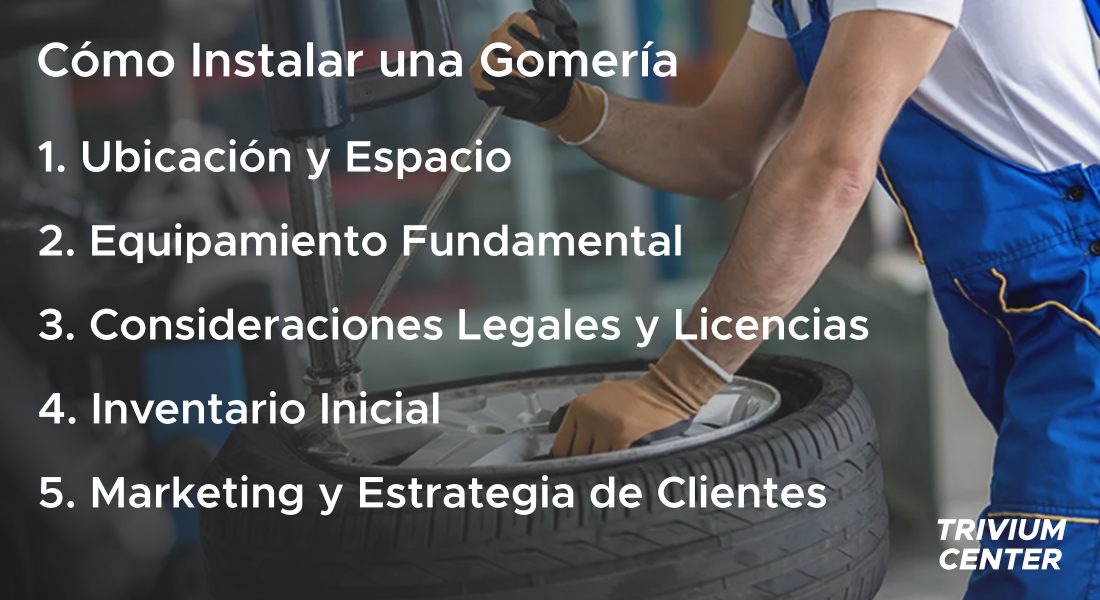 Cómo Instalar una Gomería
1. Ubicación y Espacio
2. Equipamiento Fundamental
3. Consideraciones Legales y Licencias
4. Inventario Inicial
5. Marketing y Estrategia de Clientes
TRIVIUM
CENTER